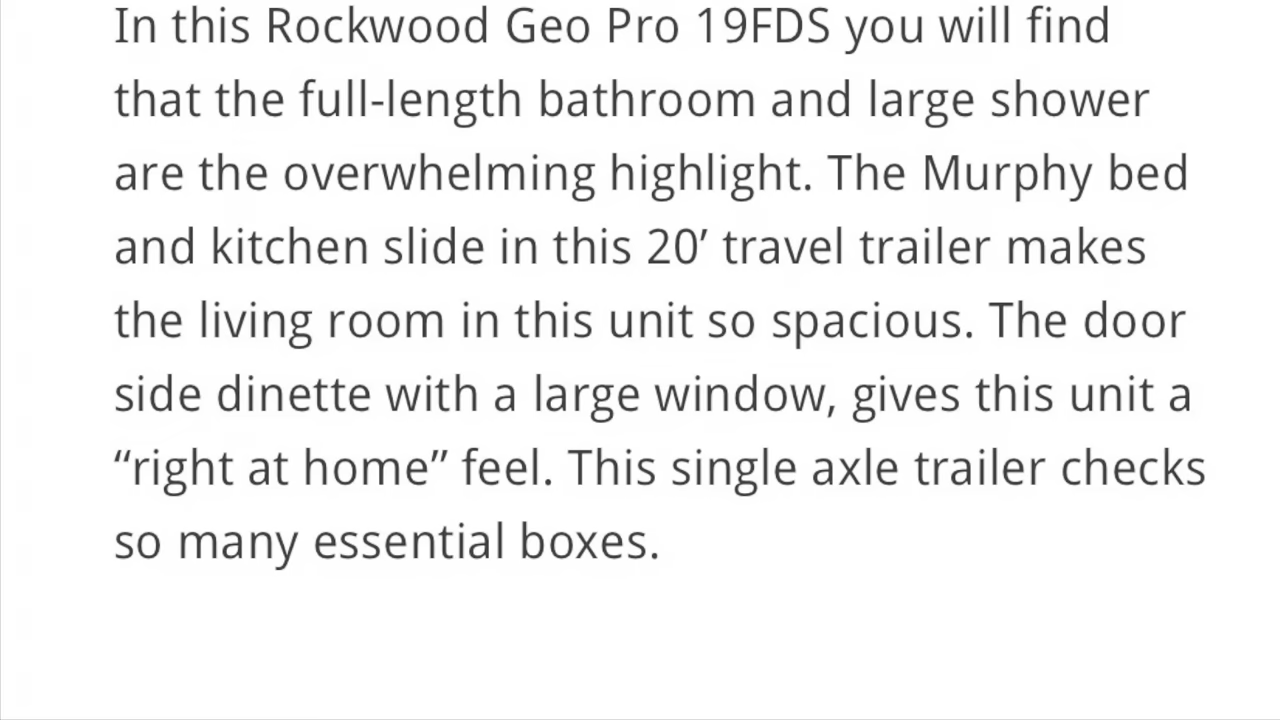 In this Rockwood Geo Pro 19FDS you will find
that the full-length bathroom and large shower
are the overwhelming highlight. The Murphy bed
and kitchen slide in this 20’ travel trailer makes
the living room in this unit so spacious. The door
side dinette with a large window, gives this unit a
“right at home” feel. This single axle trailer checks
so many essential boxes.